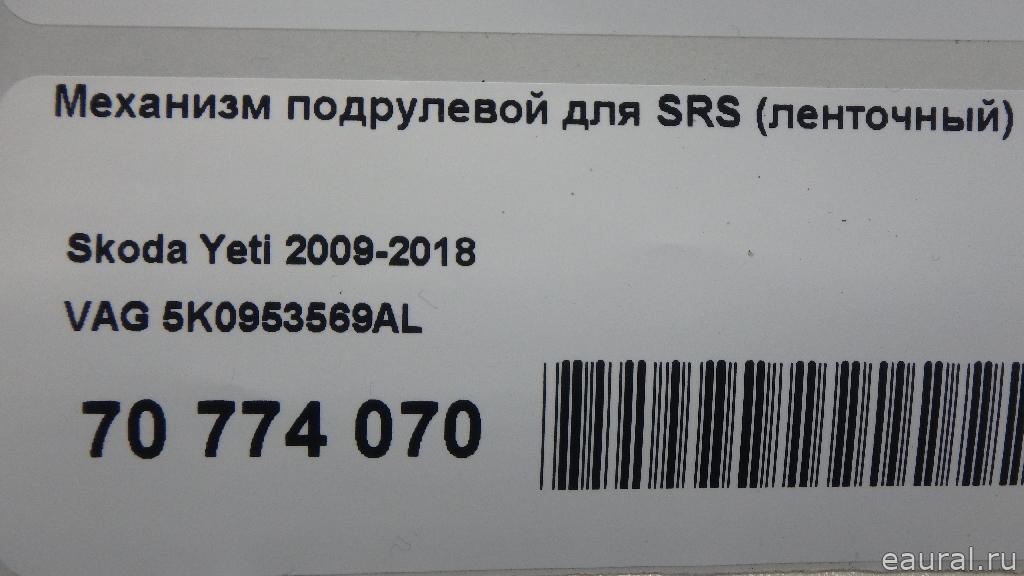 Механизм подрулевой для SRS (ленточный)
Skoda Yeti 2009-2018
VAG 5K0953569AL
70 774 070
eaural.ru